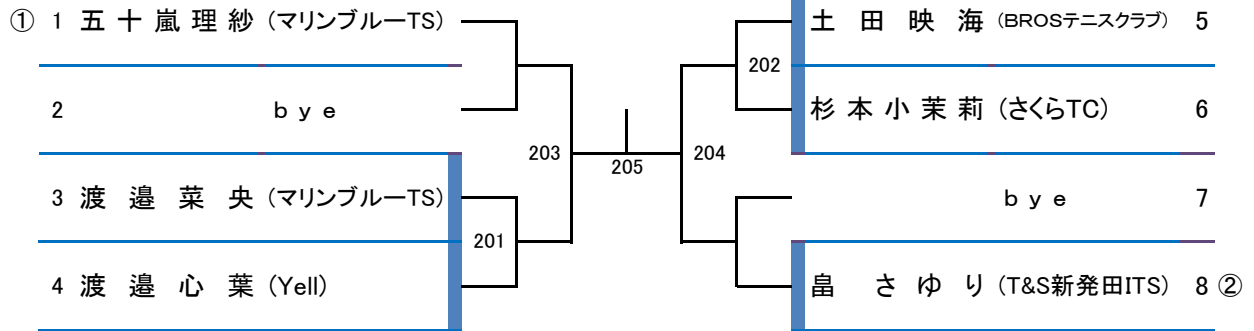 ① 1 五十嵐理紗 (マリンブルーTS)
2 bye
203
3 渡邉菜央 (マリンブルーTS)
201
4 渡邉心葉 (Yell)
205
土田映海 (BROSテニスクラブ) 5
202
杉本小茉莉 (さくらTC) 6
204
bye 7
畠さゆり (T&S新発田ITS) 8 ②